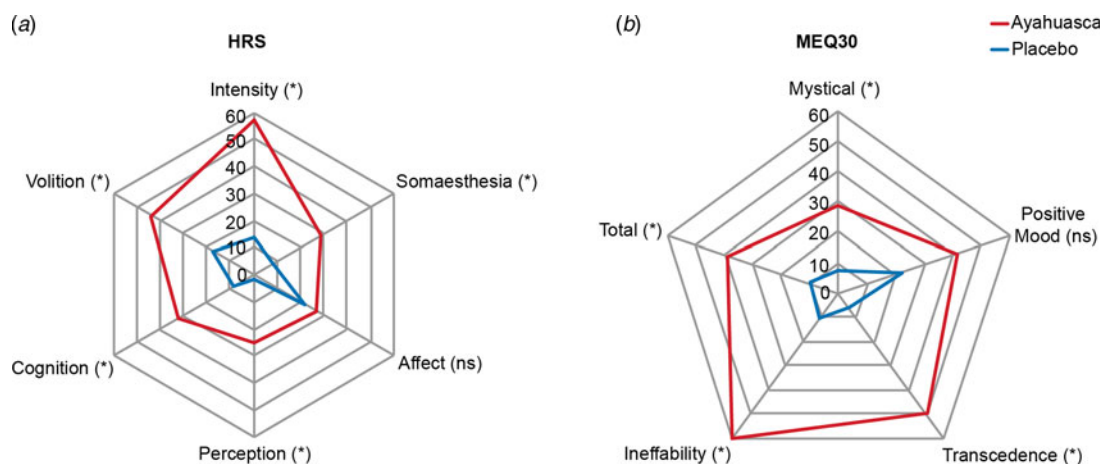 (a)
HRS
Intensity (*)
60
50
40
30
20
10
0
Somaesthesia (*)
Affect (ns)
Perception (*)
Cognition (*)
Volition (*)
(b)
MEQ30
Ayahuasca
Placebo
Mystical (*)
60
50
40
30
20
10
0
Positive
Mood (ns)
Transcedence (*)
Ineffability (*)
Total (*)